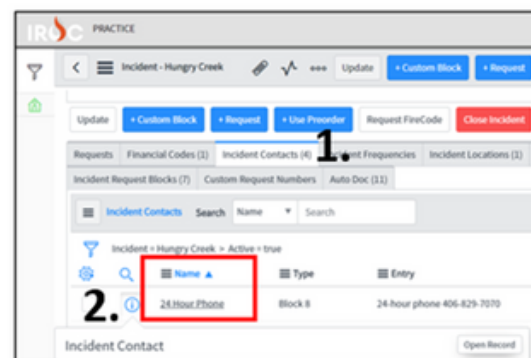 IROC PRACTICE
Incident - Hungry Creek Update + Custom Block + Request
Update + Custom Block + Request + Use Preorder Request FireCode Close Incident
Requests Financial Codes (1) Incident Contacts (4) 1. Incident Frequencies Incident Locations (1)
Incident Request Blocks (7) Custom Request Numbers Auto Doc (11)
Incident Contacts Search Name Search
Incident = Hungry Creek > Active = true
Name Type Entry
2. 24 Hour Phone Block 8 24-hour phone 406-829-7070
Incident Contact Open Record